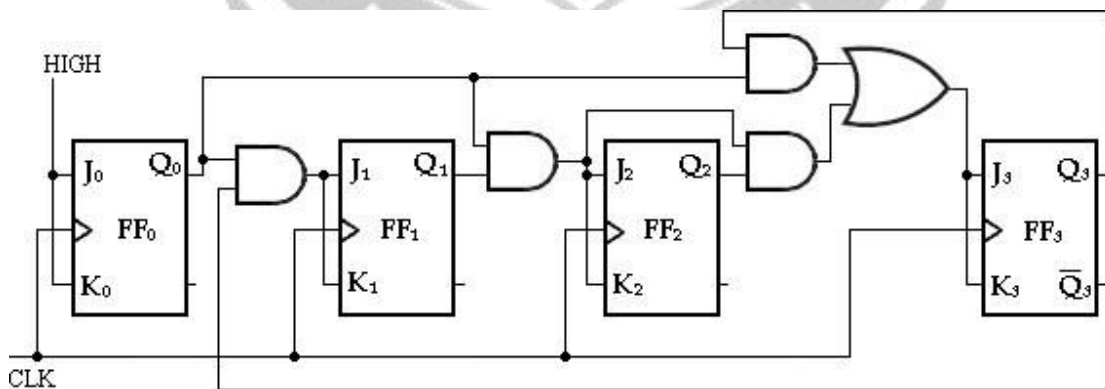 HIGH
J₀ Q₀
FF₀
K₀
J₁ Q₁
FF₁
K₁
J₂ Q₂
FF₂
K₂
J₃ Q₃
FF₃
K₃ Q̅₃
CLK